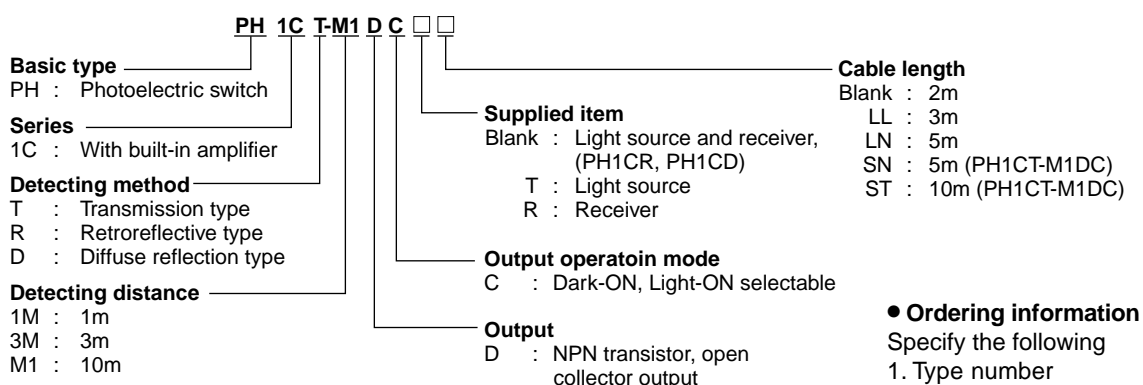 PH 1C T-M1 D C □ □
Basic type
PH : Photoelectric switch
Series
1C : With built-in amplifier
Detecting method
T : Transmission type
R : Retroreflective type
D : Diffuse reflection type
Detecting distance
1M : 1m
3M : 3m
M1 : 10m
Supplied item
Blank : Light source and receiver,
(PH1CR, PH1CD)
T : Light source
R : Receiver
Output operatoin mode
C : Dark-ON, Light-ON selectable
Output
D : NPN transistor, open
collector output
Cable length
Blank : 2m
LL : 3m
LN : 5m
SN : 5m (PH1CT-M1DC)
ST : 10m (PH1CT-M1DC)
● Ordering information
Specify the following
1. Type number